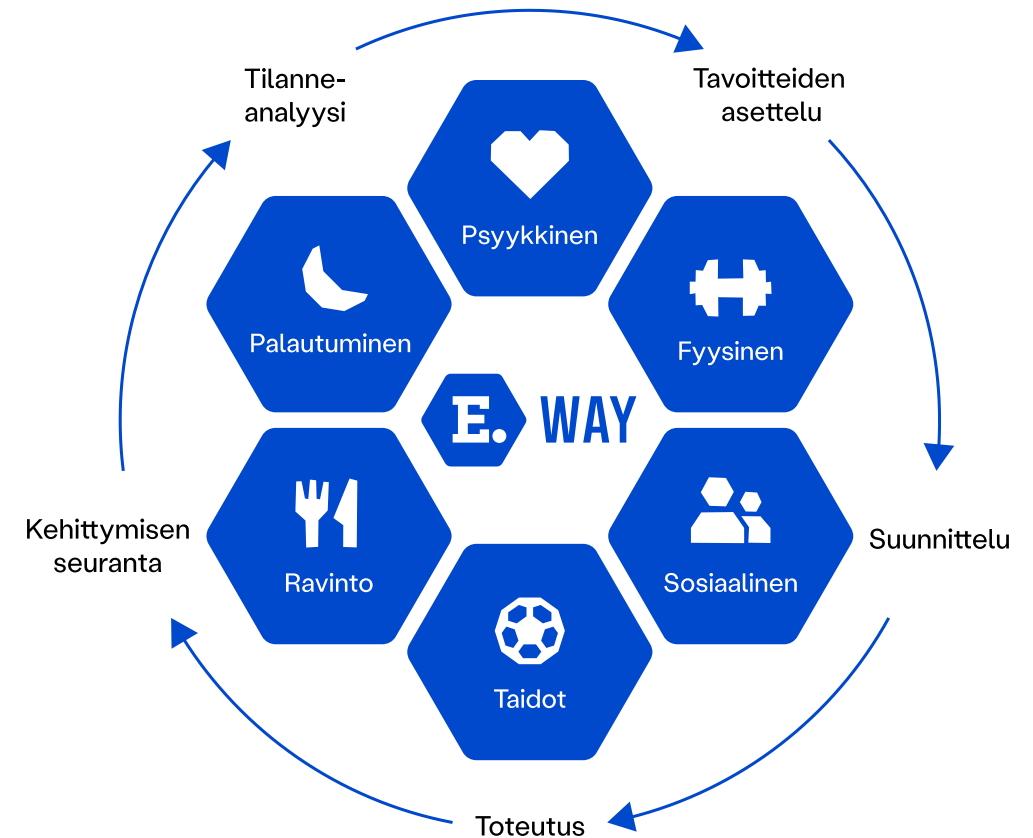 Tilanne-
analyysi
Tavoitteiden
asettelu
Psyykkinen
Palautuminen
Fyysinen
E. WAY
Kehittymisen
seuranta
Suunnittelu
Ravinto
Sosiaalinen
Taidot
Toteutus